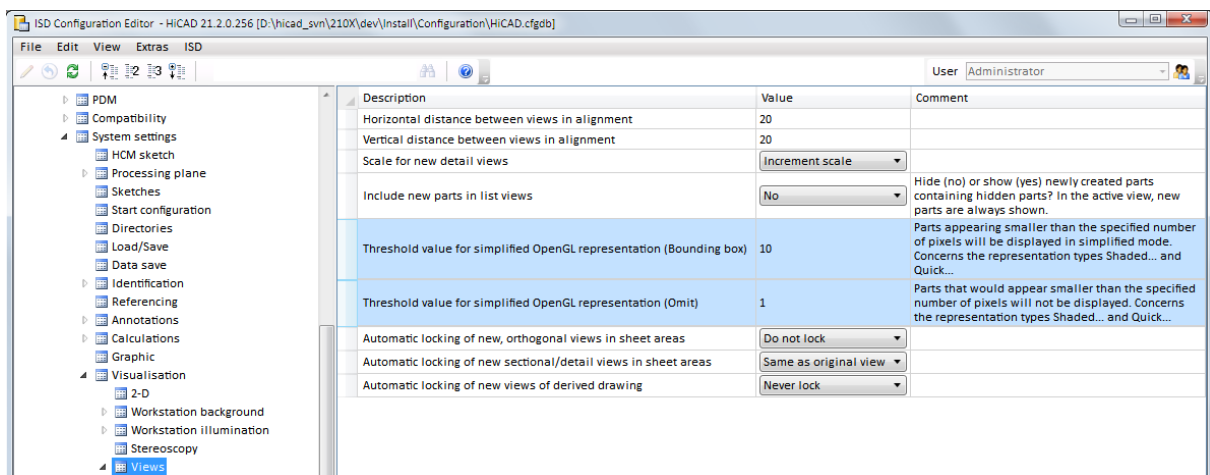 ISD Configuration Editor - HiCAD 21.2.0.256 [D:\hicad_svn\210X\dev\Install\Configuration\HiCAD.cfgdb]
File Edit View Extras ISD
User Administrator
PDM
Compatibility
System settings
HCM sketch
Processing plane
Sketches
Start configuration
Directories
Load/Save
Data save
Identification
Referencing
Annotations
Calculations
Graphic
Visualisation
2-D
Workstation background
Workstation illumination
Stereoscopy
Views
Description Value Comment
Horizontal distance between views in alignment 20
Vertical distance between views in alignment 20
Scale for new detail views Increment scale
Include new parts in list views No
Hide (no) or show (yes) newly created parts
containing hidden parts? In the active view, new
parts are always shown.
Threshold value for simplified OpenGL representation (Bounding box) 10
Parts appearing smaller than the specified number
of pixels will be displayed in simplified mode.
Concerns the representation types Shaded... and
Quick...
Threshold value for simplified OpenGL representation (Omit) 1
Parts that would appear smaller than the specified
number of pixels will not be displayed. Concerns
the representation types Shaded... and Quick...
Automatic locking of new, orthogonal views in sheet areas Do not lock
Automatic locking of new sectional/detail views in sheet areas Same as original view
Automatic locking of new views of derived drawing Never lock